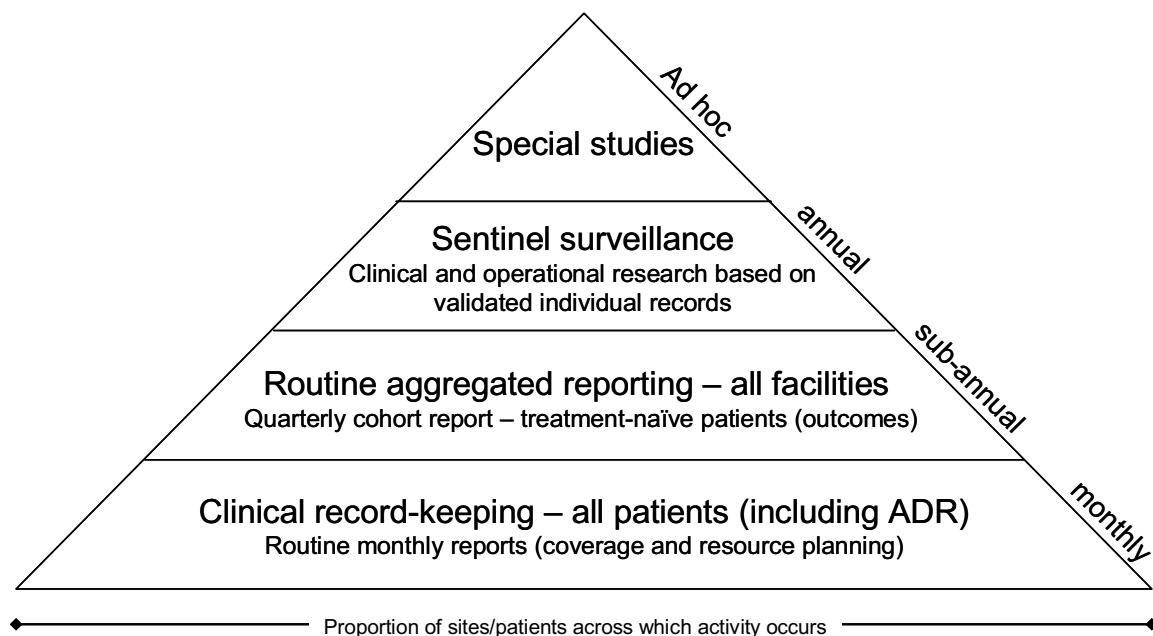 Ad hoc
Special studies
annual
Sentinel surveillance
Clinical and operational research based on
validated individual records
sub-annual
Routine aggregated reporting – all facilities
Quarterly cohort report – treatment-naïve patients (outcomes)
monthly
Clinical record-keeping – all patients (including ADR)
Routine monthly reports (coverage and resource planning)
Proportion of sites/patients across which activity occurs